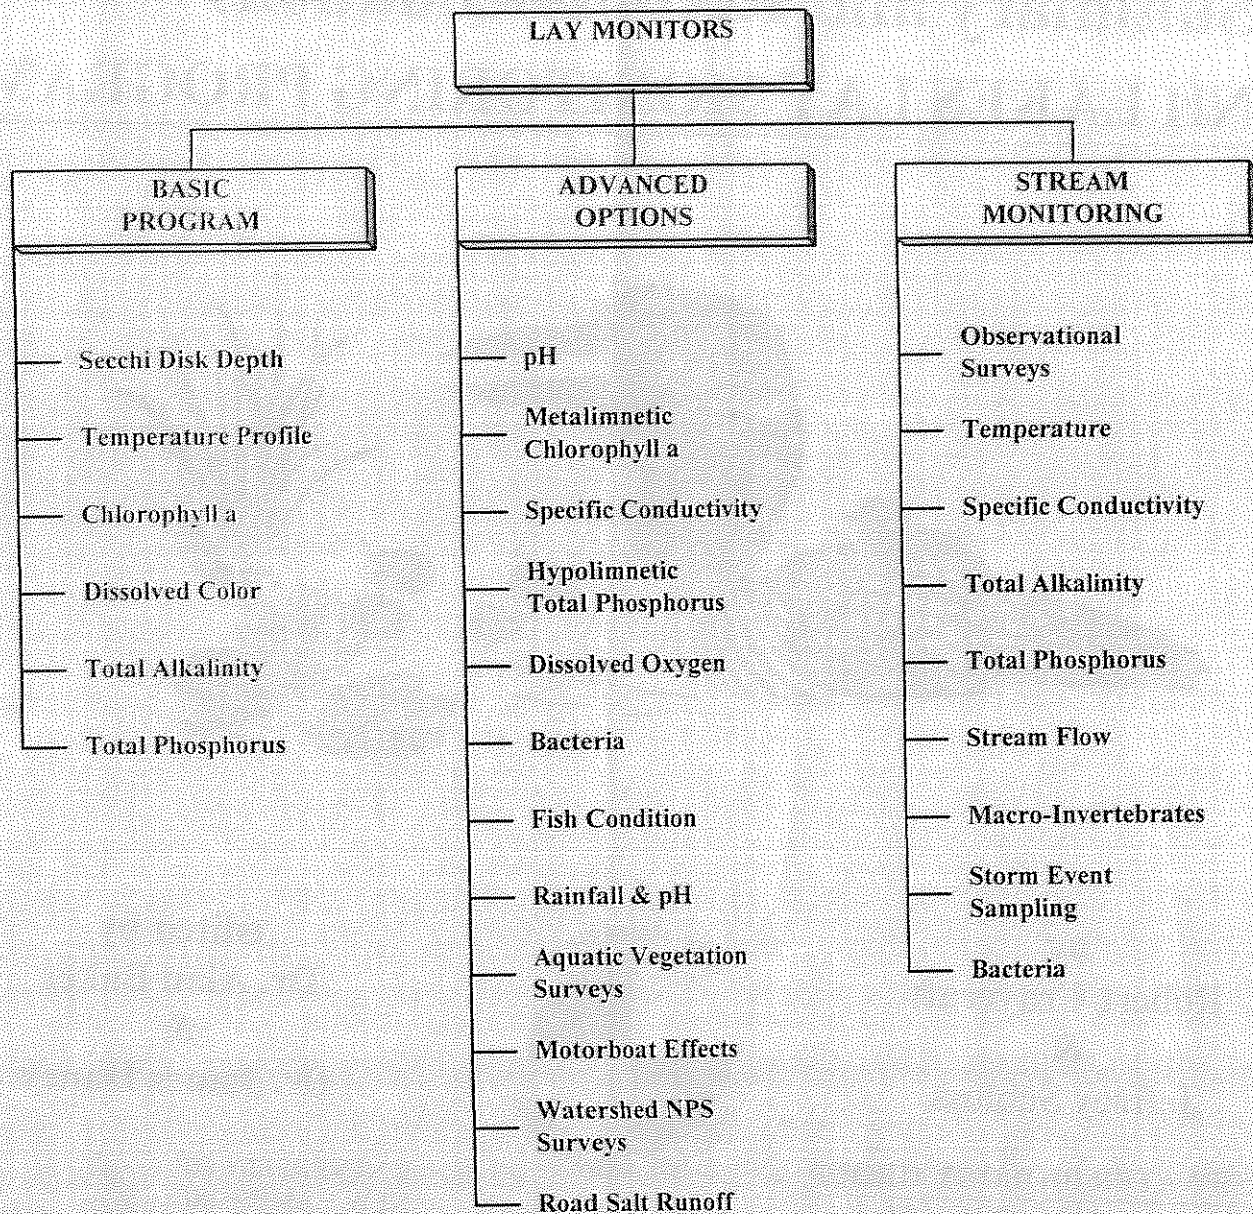 LAY MONITORS
BASIC
PROGRAM
Secchi Disk Depth
Temperature Profile
Chlorophyll a
Dissolved Color
Total Alkalinity
Total Phosphorus
ADVANCED
OPTIONS
pH
Metalimnetic
Chlorophyll a
Specific Conductivity
Hypolimnetic
Total Phosphorus
Dissolved Oxygen
Bacteria
Fish Condition
Rainfall & pH
Aquatic Vegetation
Surveys
Motorboat Effects
Watershed NPS
Surveys
Road Salt Runoff
STREAM
MONITORING
Observational
Surveys
Temperature
Specific Conductivity
Total Alkalinity
Total Phosphorus
Stream Flow
Macro-Invertebrates
Storm Event
Sampling
Bacteria